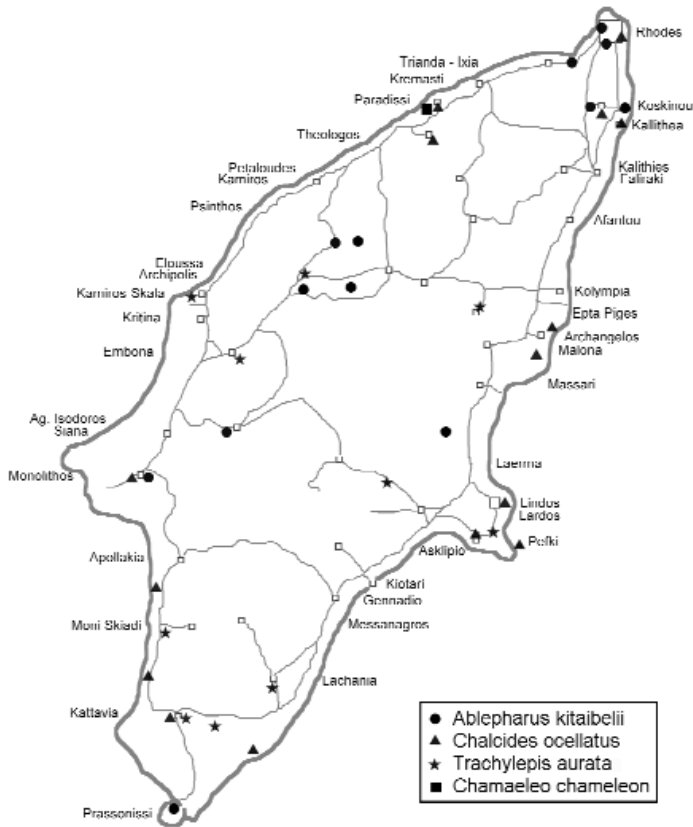 Rhodes
Trianda - Ixia
Kremasti
Paradissi
Koskinou
Kallithea
Theologos
Petaloudes
Kamiros
Kalithies
Faliraki
Psinthos
Afantou
Eloussa
Archipolis
Kamiros Skala
Kolympia
Kritina
Epta Piges
Archangelos
Embona
Malona
Massari
Ag. Isodoros
Siana
Laerma
Monolithos
Lindos
Lardos
Pefki
Asklipio
Apollakia
Kiotari
Gennadio
Messanagros
Moni Skiadi
Lachania
Kattavia
Prassonissi
Ablepharus kitaibelii
Chalcides ocellatus
Trachylepis aurata
Chamaeleo chameleon